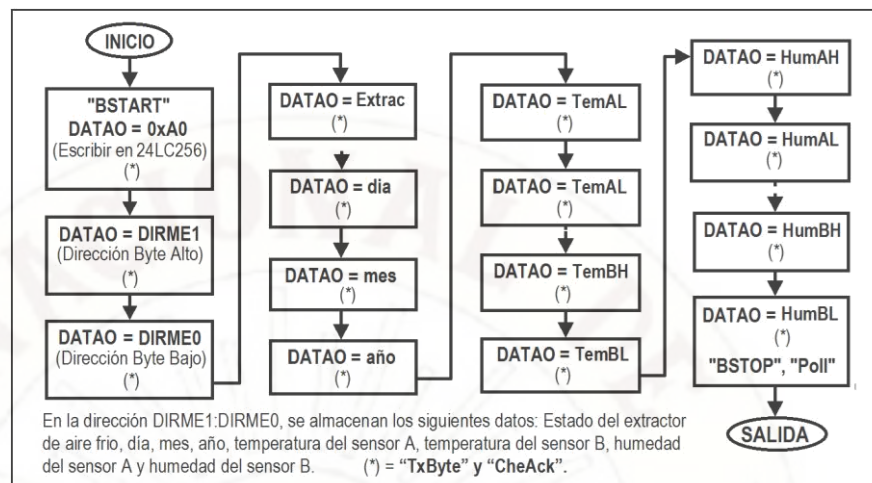 INICIO
"BSTART"
DATAO = 0xA0
(Escribir en 24LC256)
(*)
DATAO = DIRME1
(Dirección Byte Alto)
(*)
DATAO = DIRME0
(Dirección Byte Bajo)
(*)
DATAO = Extrac
(*)
DATAO = dia
(*)
DATAO = mes
(*)
DATAO = año
(*)
DATAO = TemAL
(*)
DATAO = TemAL
(*)
DATAO = TemBH
(*)
DATAO = TemBL
(*)
DATAO = HumAH
(*)
DATAO = HumAL
(*)
DATAO = HumBH
(*)
DATAO = HumBL
(*)
"BSTOP", "Poll"
SALIDA
En la dirección DIRME1:DIRME0, se almacenan los siguientes datos: Estado del extractor
de aire frio, día, mes, año, temperatura del sensor A, temperatura del sensor B, humedad
del sensor A y humedad del sensor B. (*) = “TxByte” y “CheAck”.